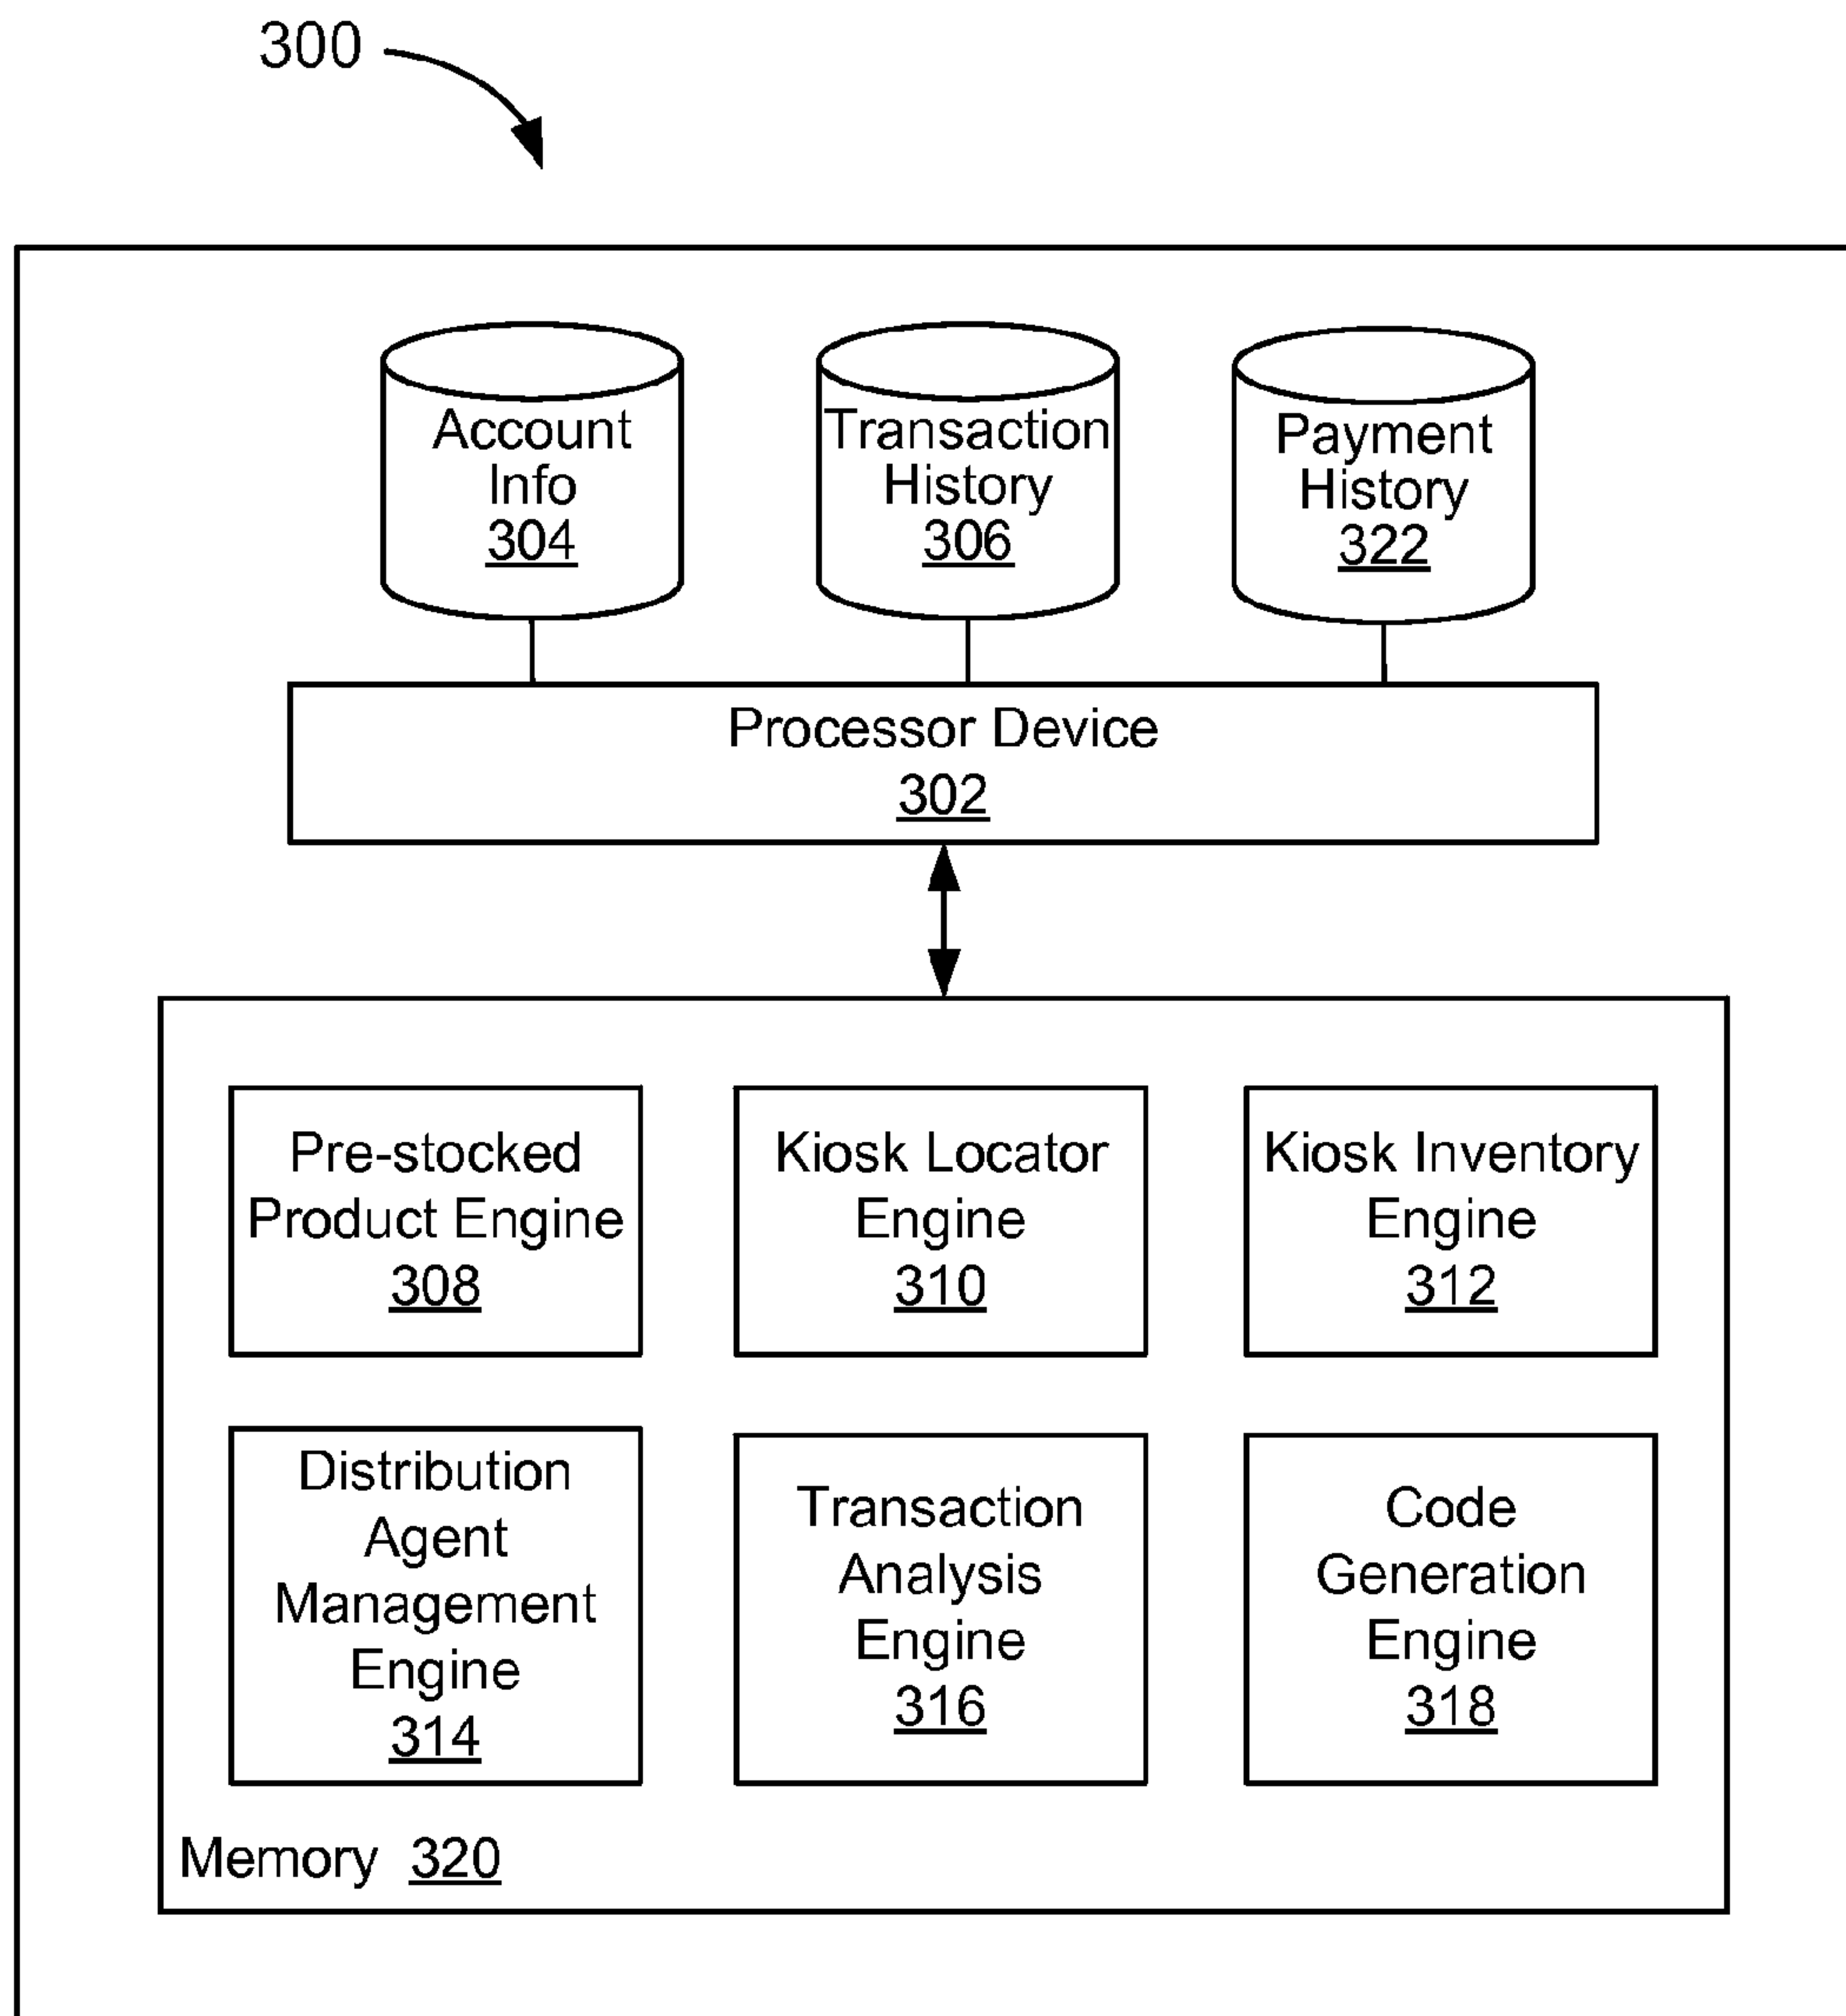 300
Account
Info
304
Transaction
History
306
Payment
History
322
Processor Device
302
Pre-stocked
Product Engine
308
Kiosk Locator
Engine
310
Kiosk Inventory
Engine
312
Distribution
Agent
Management
Engine
314
Transaction
Analysis
Engine
316
Code
Generation
Engine
318
Memory 320